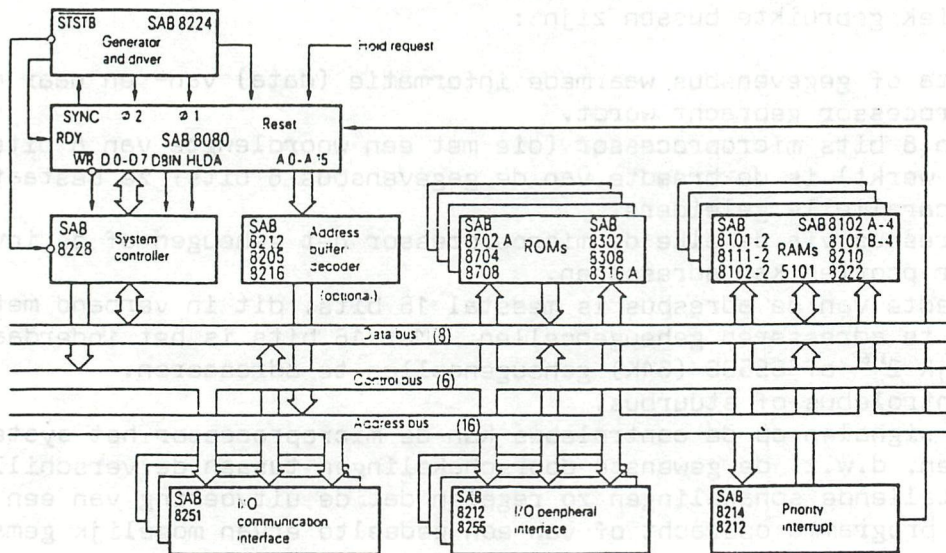 STSTB SAB 8224
Generator
and driver
Hold request
SYNC ø2 ø1
Reset
RDY SAB 8080
WR D0-D7 DBIN HLDA A0-A15
SAB
8228
System
controller
SAB
8212
8205
8216
Address
buffer
decoder
(optional)
SAB
8702 A
8704
8708
ROMs
SAB
8302
8308
8316
SAB
8101-2
8111-2
8102-2
RAMs
5101
SAB 8102 A-4
8107 B-4
8210
8222
Data bus (8)
Control bus (6)
Address bus (16)
SAB
8251
I/O
communication
interface
SAB
8212
8255
I/O peripheral
interface
SAB
8214
8212
Priority
interrupt